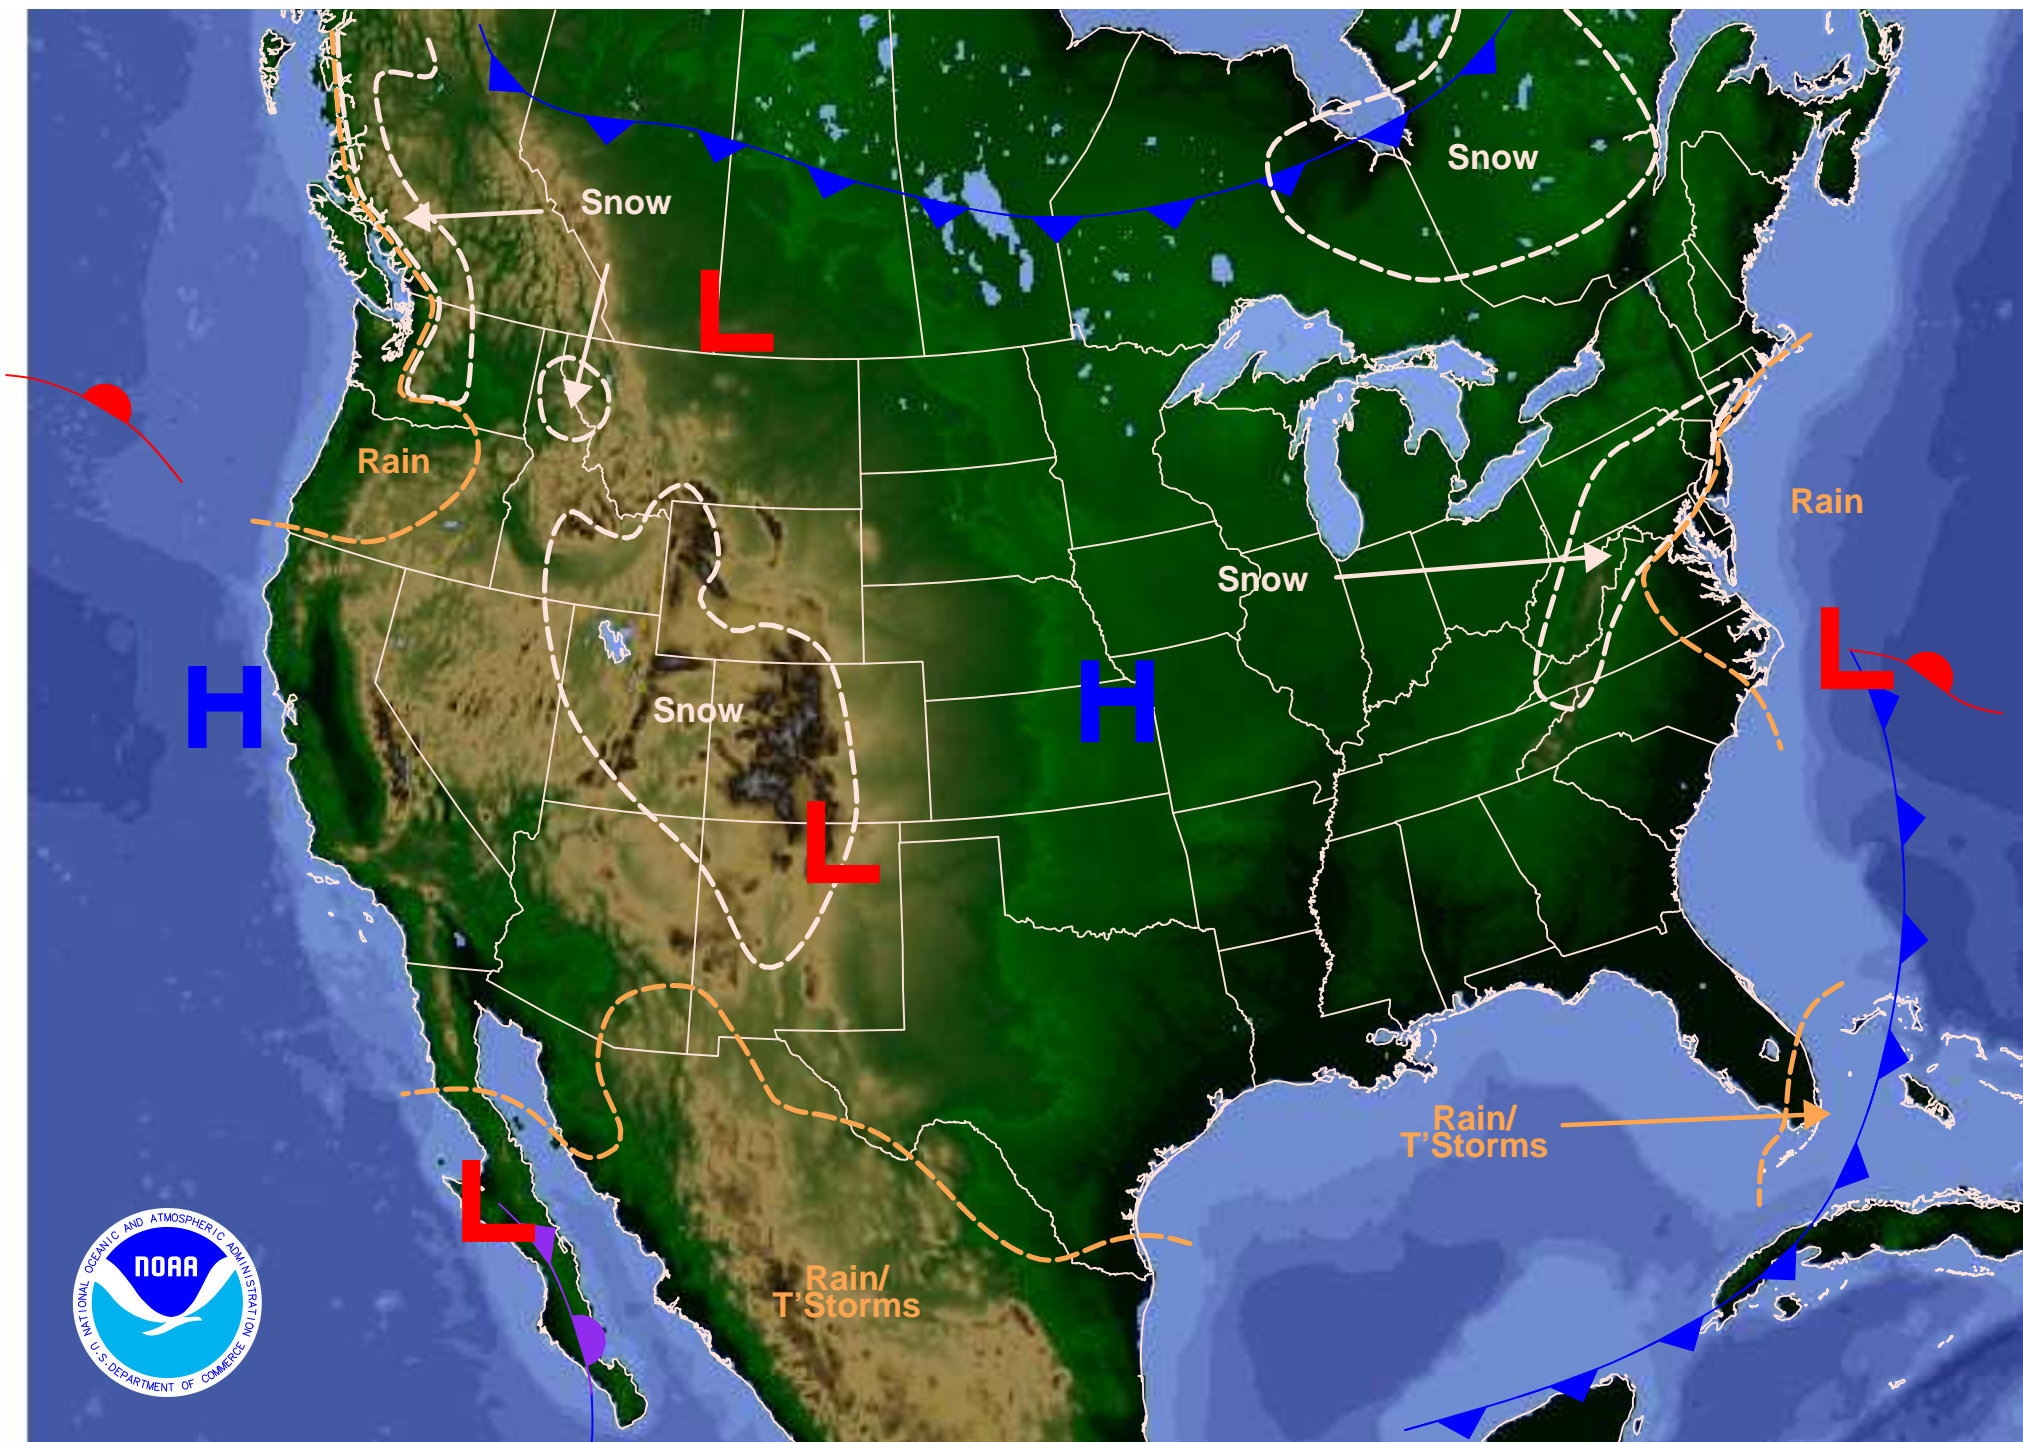 Snow
Snow
L
Rain
Rain
Snow
L
H
H
Snow
L
Rain/
T'Storms
L
Rain/
T'Storms
NATIONAL OCEANIC AND ATMOSPHERIC ADMINISTRATION
NOAA
U.S. DEPARTMENT OF COMMERCE